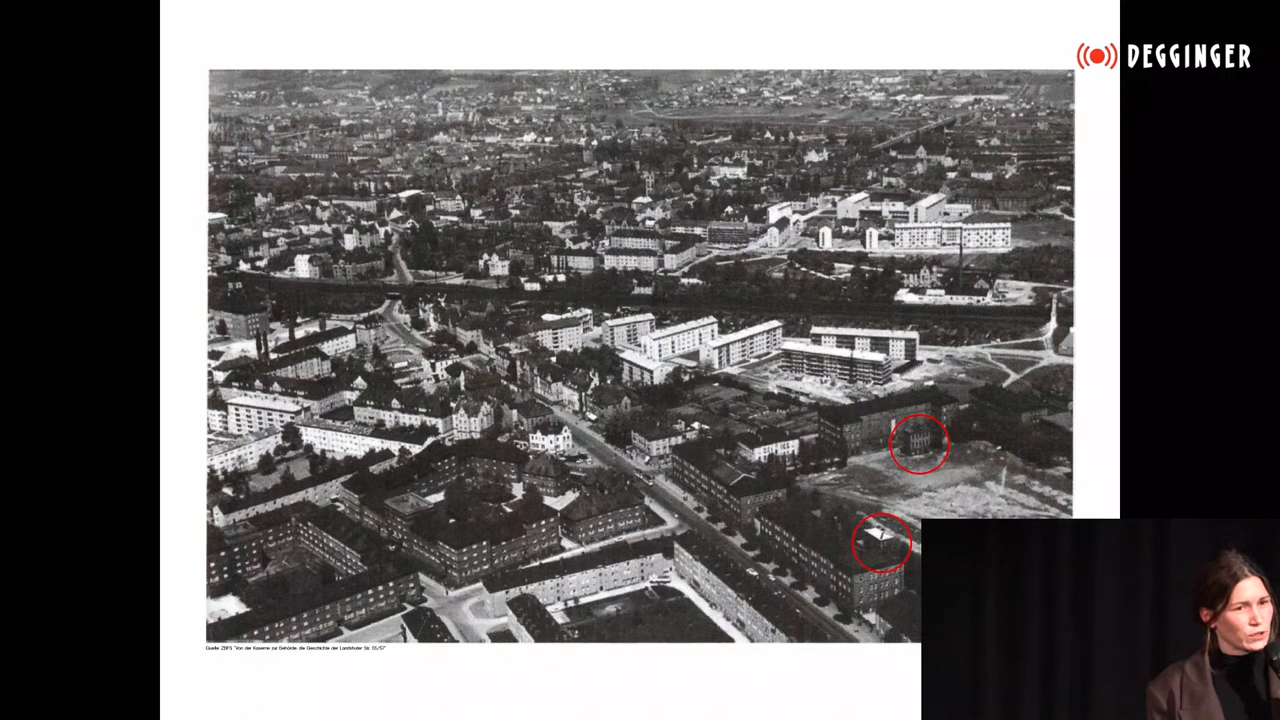 DEGGINGER
Quelle ZBFS "Von der Kaserne zur Behörde die Geschichte der Landshuter Str. 55/57"